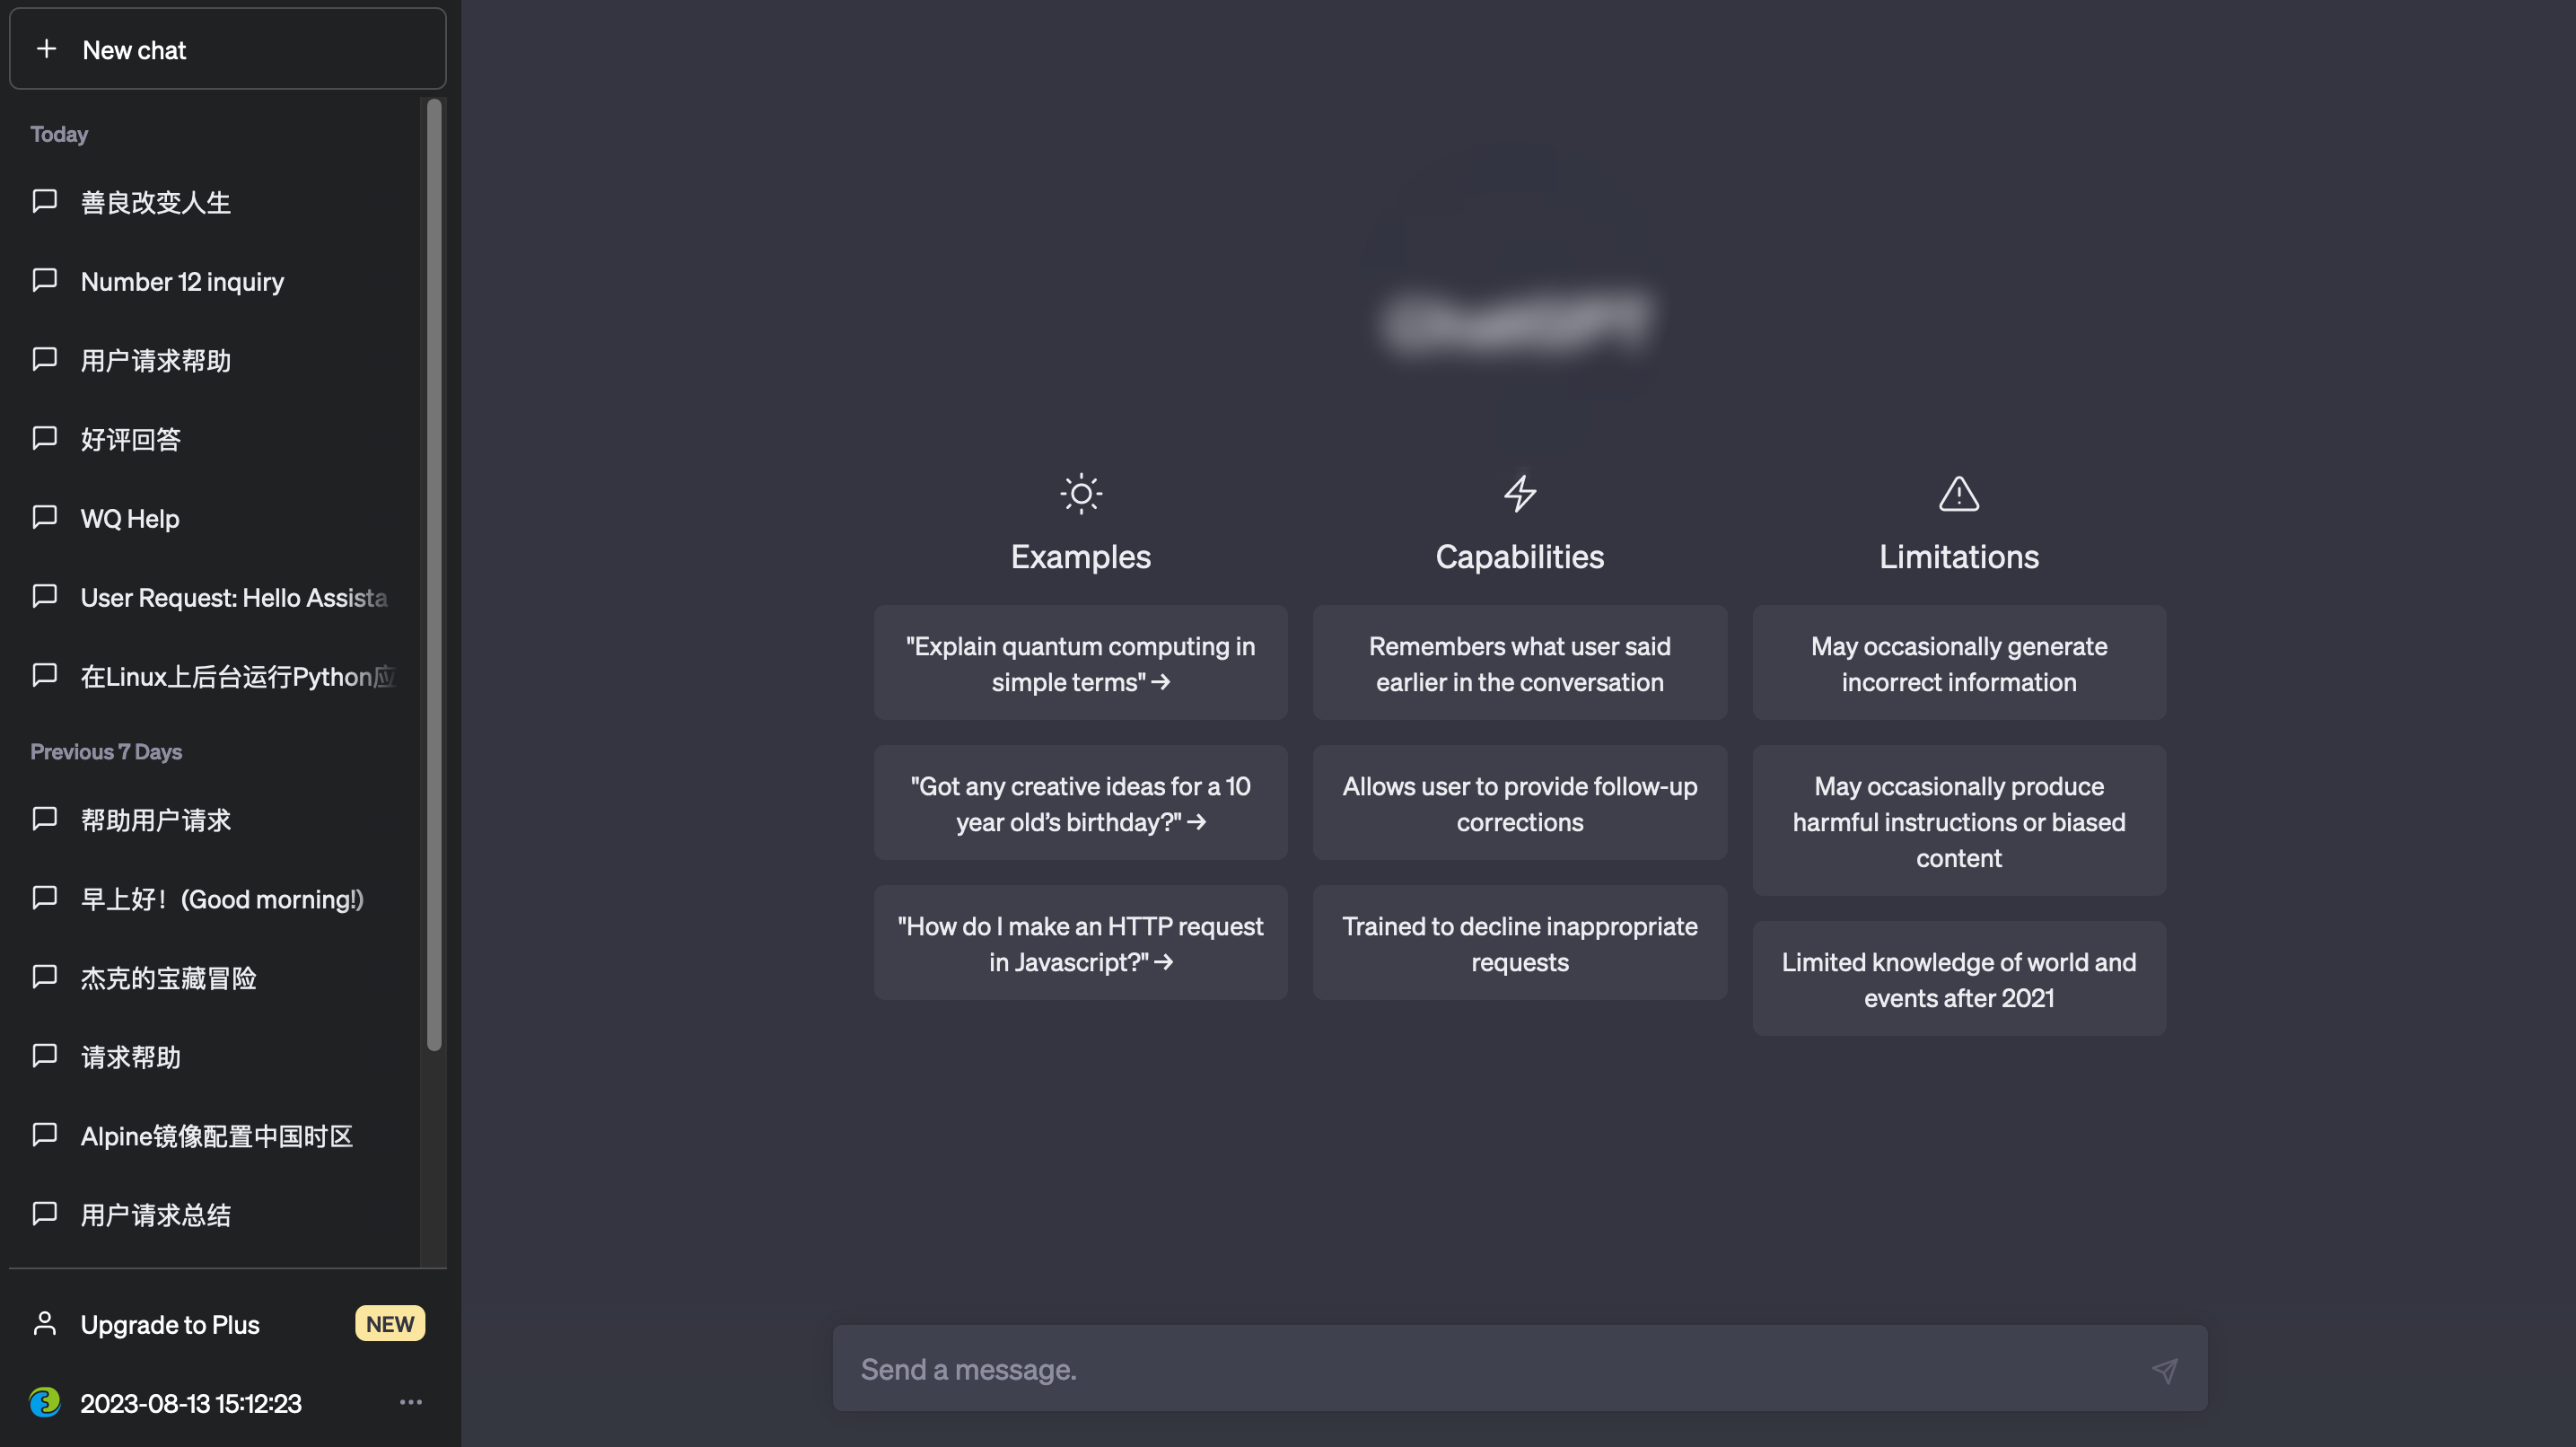 New chat
Today
善良改变人生
Number 12 inquiry
用户请求帮助
好评回答
WQ Help
User Request: Hello Assista
在Linux上后台运行Python应
Previous 7 Days
帮助用户请求
早上好！(Good morning!)
杰克的宝藏冒险
请求帮助
Alpine镜像配置中国时区
用户请求总结
Upgrade to Plus
NEW
2023-08-13 15:12:23
ChatGPT
Examples
"Explain quantum computing in
simple terms" →
"Got any creative ideas for a 10
year old’s birthday?" →
"How do I make an HTTP request
in Javascript?" →
Capabilities
Remembers what user said
earlier in the conversation
Allows user to provide follow-up
corrections
Trained to decline inappropriate
requests
Limitations
May occasionally generate
incorrect information
May occasionally produce
harmful instructions or biased
content
Limited knowledge of world and
events after 2021
Send a message.